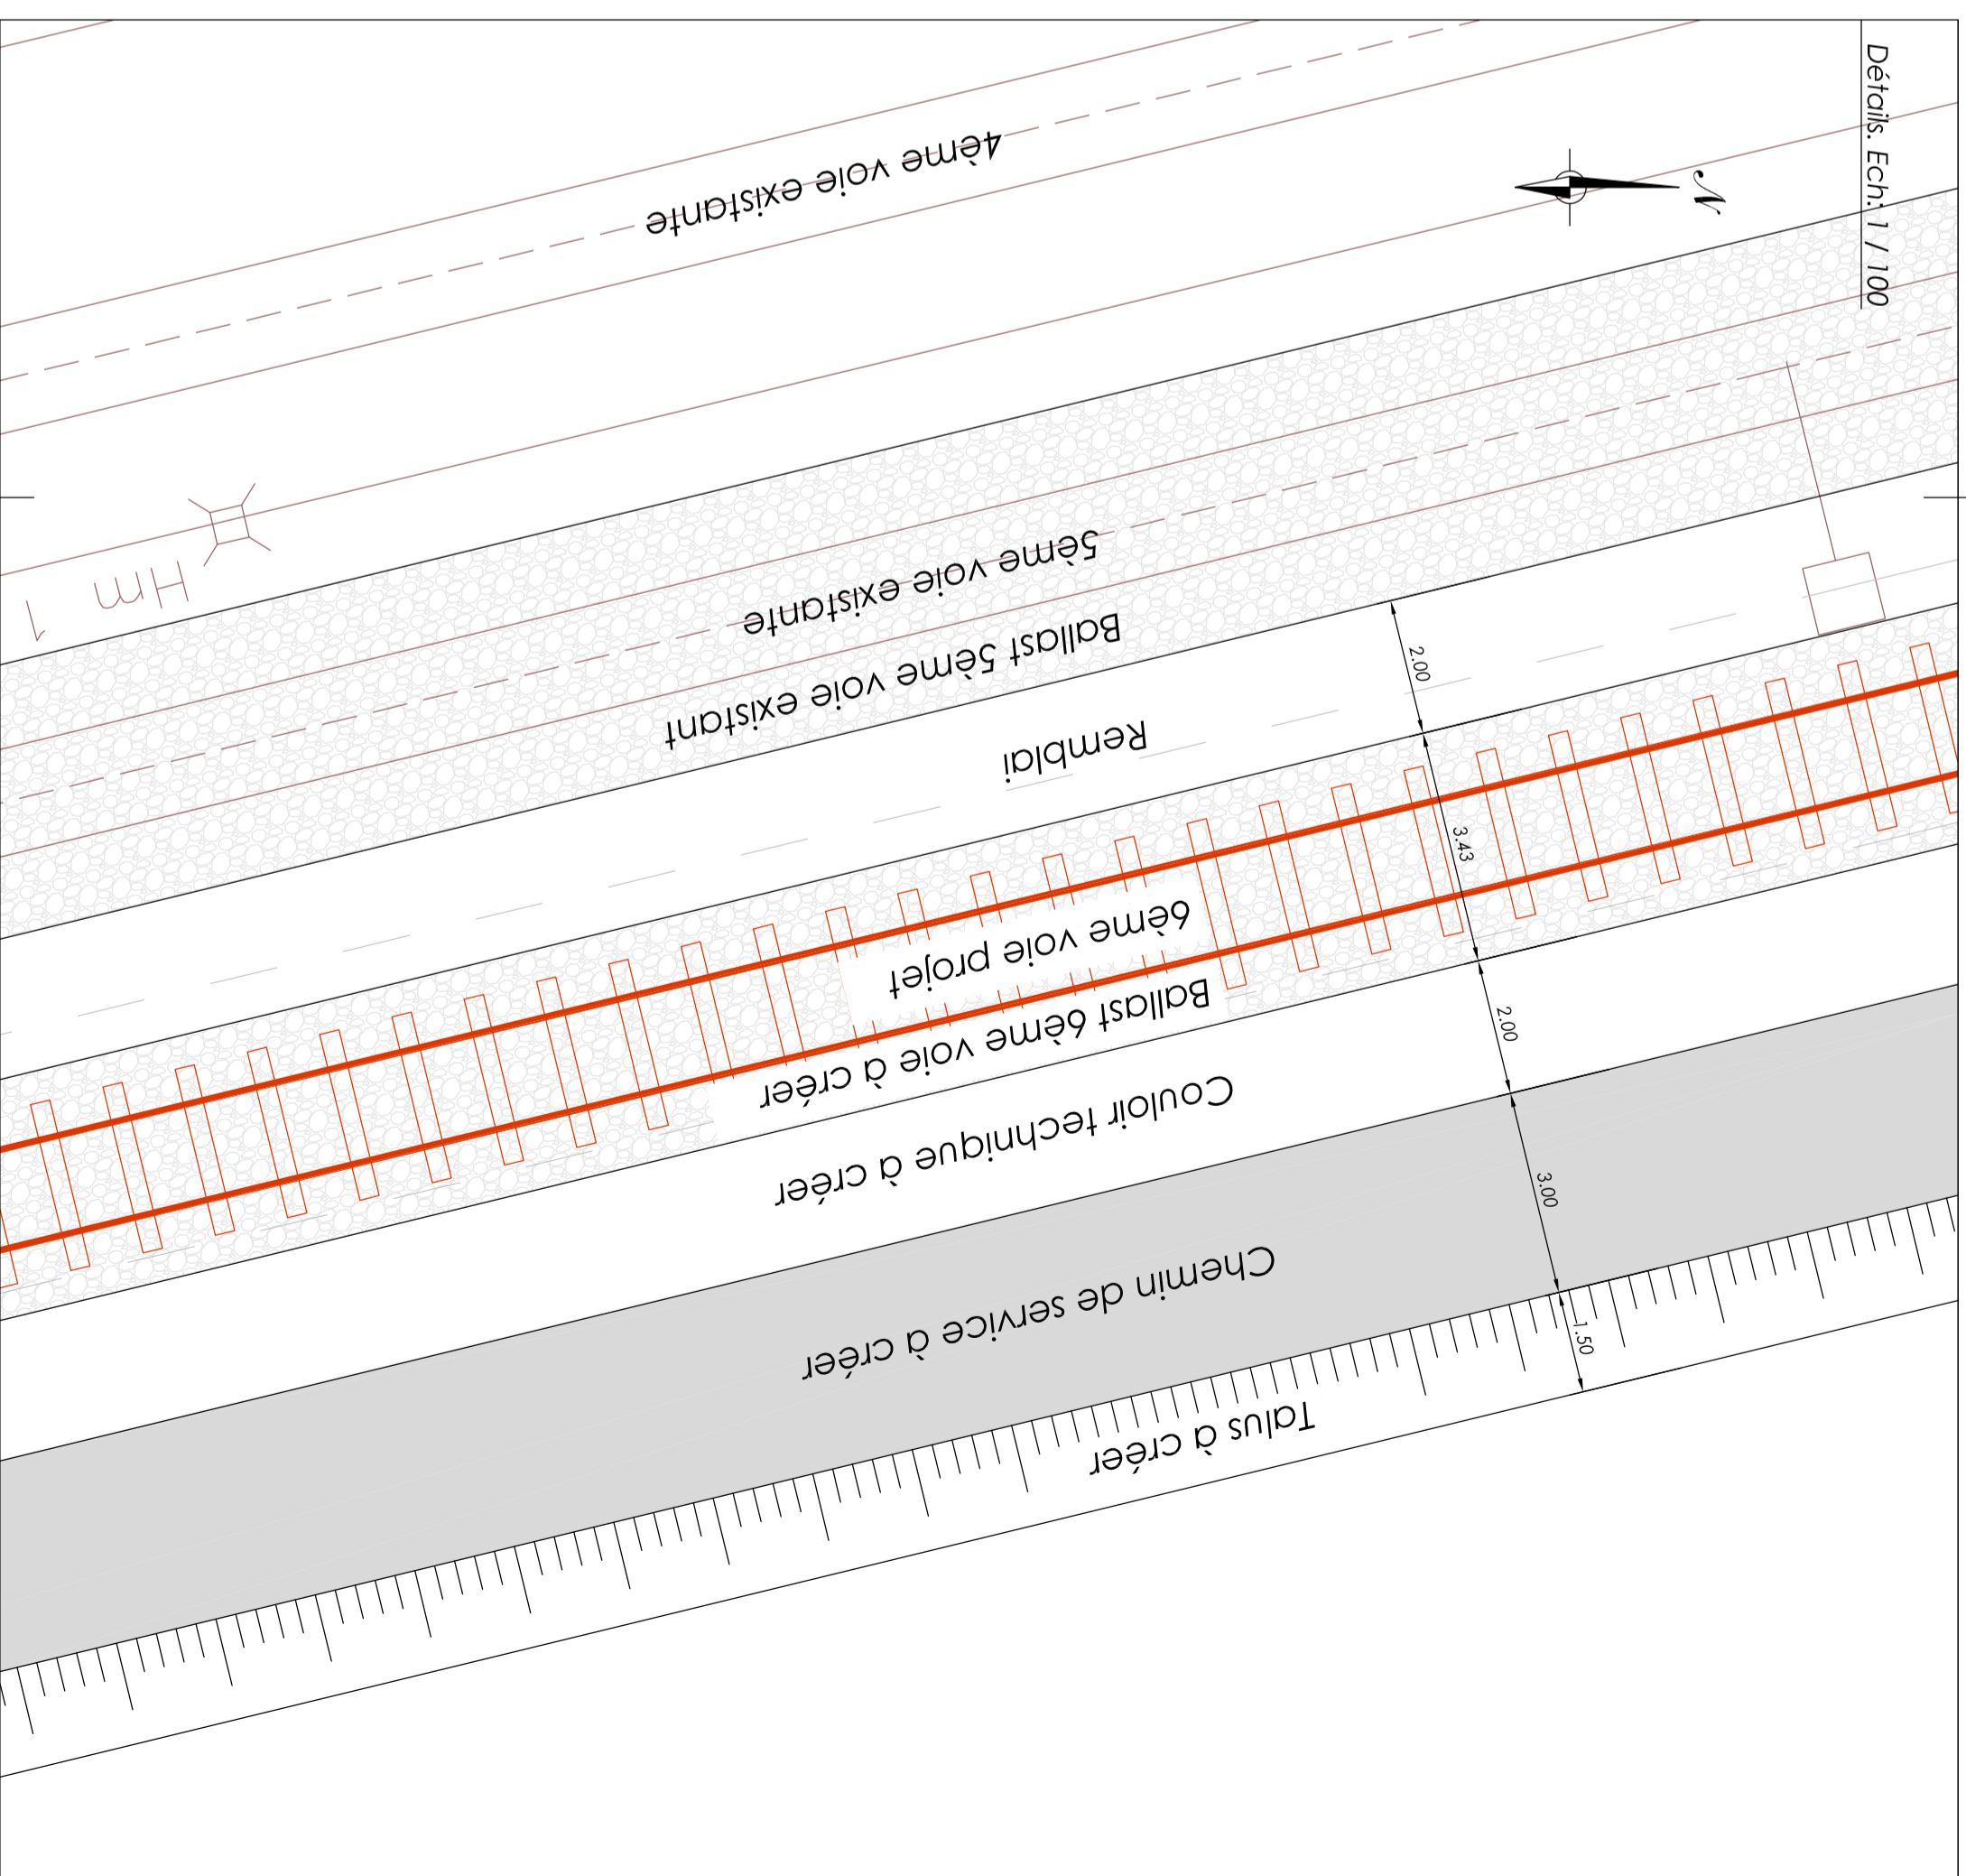 Détails. Ech: 1 / 100
N
4ème voie existante
5ème voie existante
Ballast 5ème voie existant
Hm
1
Remblai
6ème voie projet
Ballast 6ème voie à créer
Couloir technique à créer
Chemin de service à créer
Talus à créer
2.00
3.43
2.00
3.00
1.50